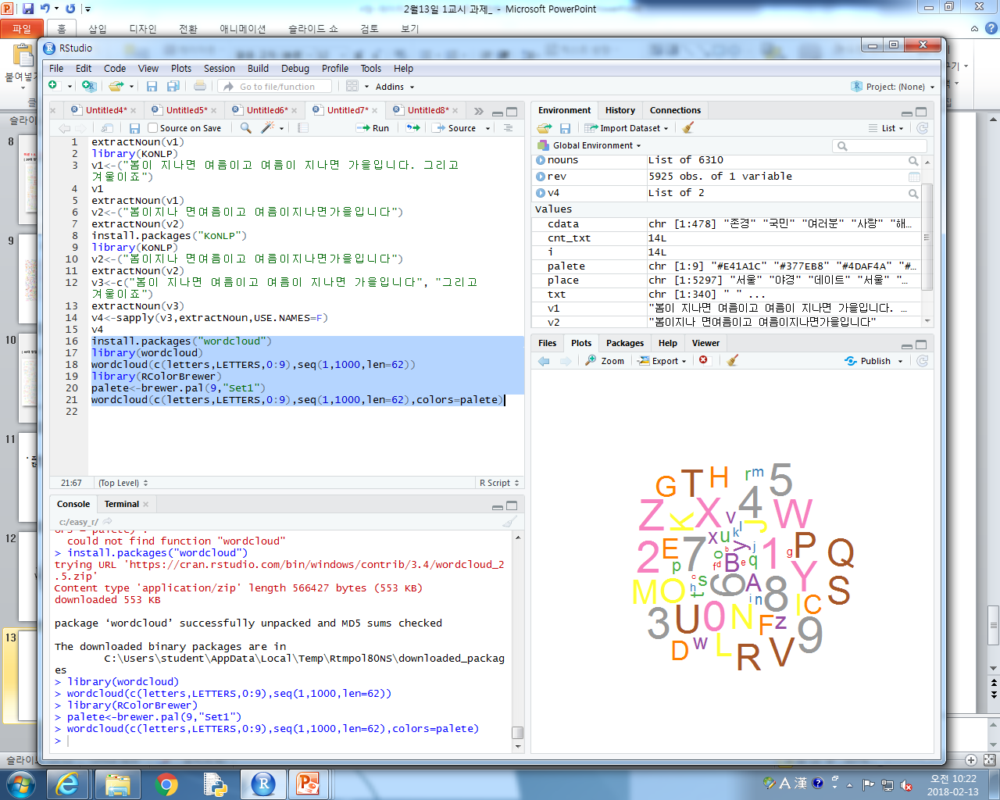 2월13일 1교시 과제_ - Microsoft PowerPoint
파일 홈 삽입 디자인 전환 애니메이션 슬라이드 쇼 검토 보기
RStudio
File Edit Code View Plots Session Build Debug Profile Tools Help
Go to file/function Addins
Project: (None)
Untitled4* Untitled5* Untitled6* Untitled7* Untitled8*
Source on Save Run Source
1 extractNoun(v1)
2 library(KoNLP)
3 v1<-("봄이 지나면 여름이고 여름이 지나면 가을입니다. 그리고
겨울이죠")
4 v1
5 extractNoun(v1)
6 v2<-("봄이지나 면여름이고 여름이지나면가을입니다")
7 extractNoun(v2)
8 install.packages("KoNLP")
9 library(KoNLP)
10 v2<-("봄이지나 면여름이고 여름이지나면가을입니다")
11 extractNoun(v2)
12 v3<-c("봄이 지나면 여름이고 여름이 지나면 가을입니다", "그리고
겨울이죠")
13 extractNoun(v3)
14 v4<-sapply(v3,extractNoun,USE.NAMES=F)
15 v4
16 install.packages("wordcloud")
17 library(wordcloud)
18 wordcloud(c(letters,LETTERS,0:9),seq(1,1000,len=62))
19 library(RColorBrewer)
20 palete<-brewer.pal(9,"Set1")
21 wordcloud(c(letters,LETTERS,0:9),seq(1,1000,len=62),colors=palete)
22
21:67 (Top Level) R Script
Console Terminal
c:/easy_r/
could not find function "wordcloud"
> install.packages("wordcloud")
trying URL 'https://cran.rstudio.com/bin/windows/contrib/3.4/wordcloud_2
.5.zip'
Content type 'application/zip' length 566427 bytes (553 KB)
downloaded 553 KB
package ‘wordcloud’ successfully unpacked and MD5 sums checked
The downloaded binary packages are in
C:\Users\student\AppData\Local\Temp\Rtmpol8ONS\downloaded_packag
es
> library(wordcloud)
> wordcloud(c(letters,LETTERS,0:9),seq(1,1000,len=62))
> library(RColorBrewer)
> palete<-brewer.pal(9,"Set1")
> wordcloud(c(letters,LETTERS,0:9),seq(1,1000,len=62),colors=palete)
>
Environment History Connections
Import Dataset List
Global Environment
nouns List of 6310
rev 5925 obs. of 1 variable
v4 List of 2
Values
cdata chr [1:478] "존경" "국민" "여러분" "사랑" "해…
cnt_txt 14L
i 14L
palete chr [1:9] "#E41A1C" "#377EB8" "#4DAF4A" "#…
place chr [1:5297] "서울" "야경" "데이트" "서울" "…
txt chr [1:340] " " ...
v1 "봄이 지나면 여름이고 여름이 지나면 가을입니다. …
v2 "봄이지나 면여름이고 여름이지나면가을입니다"
Files Plots Packages Help Viewer
Zoom Export Publish
G T H r m 5
Z K X v 4 J W
x u k l
2 E 7 o b y j 1 g P Q
p f d B e q Y
M O t h c s 6 A i n 8 I C S
3 U 0 N F z 9
D w L R V
8
9
10
11
12
13
A 漢
오전 10:22
2018-02-13